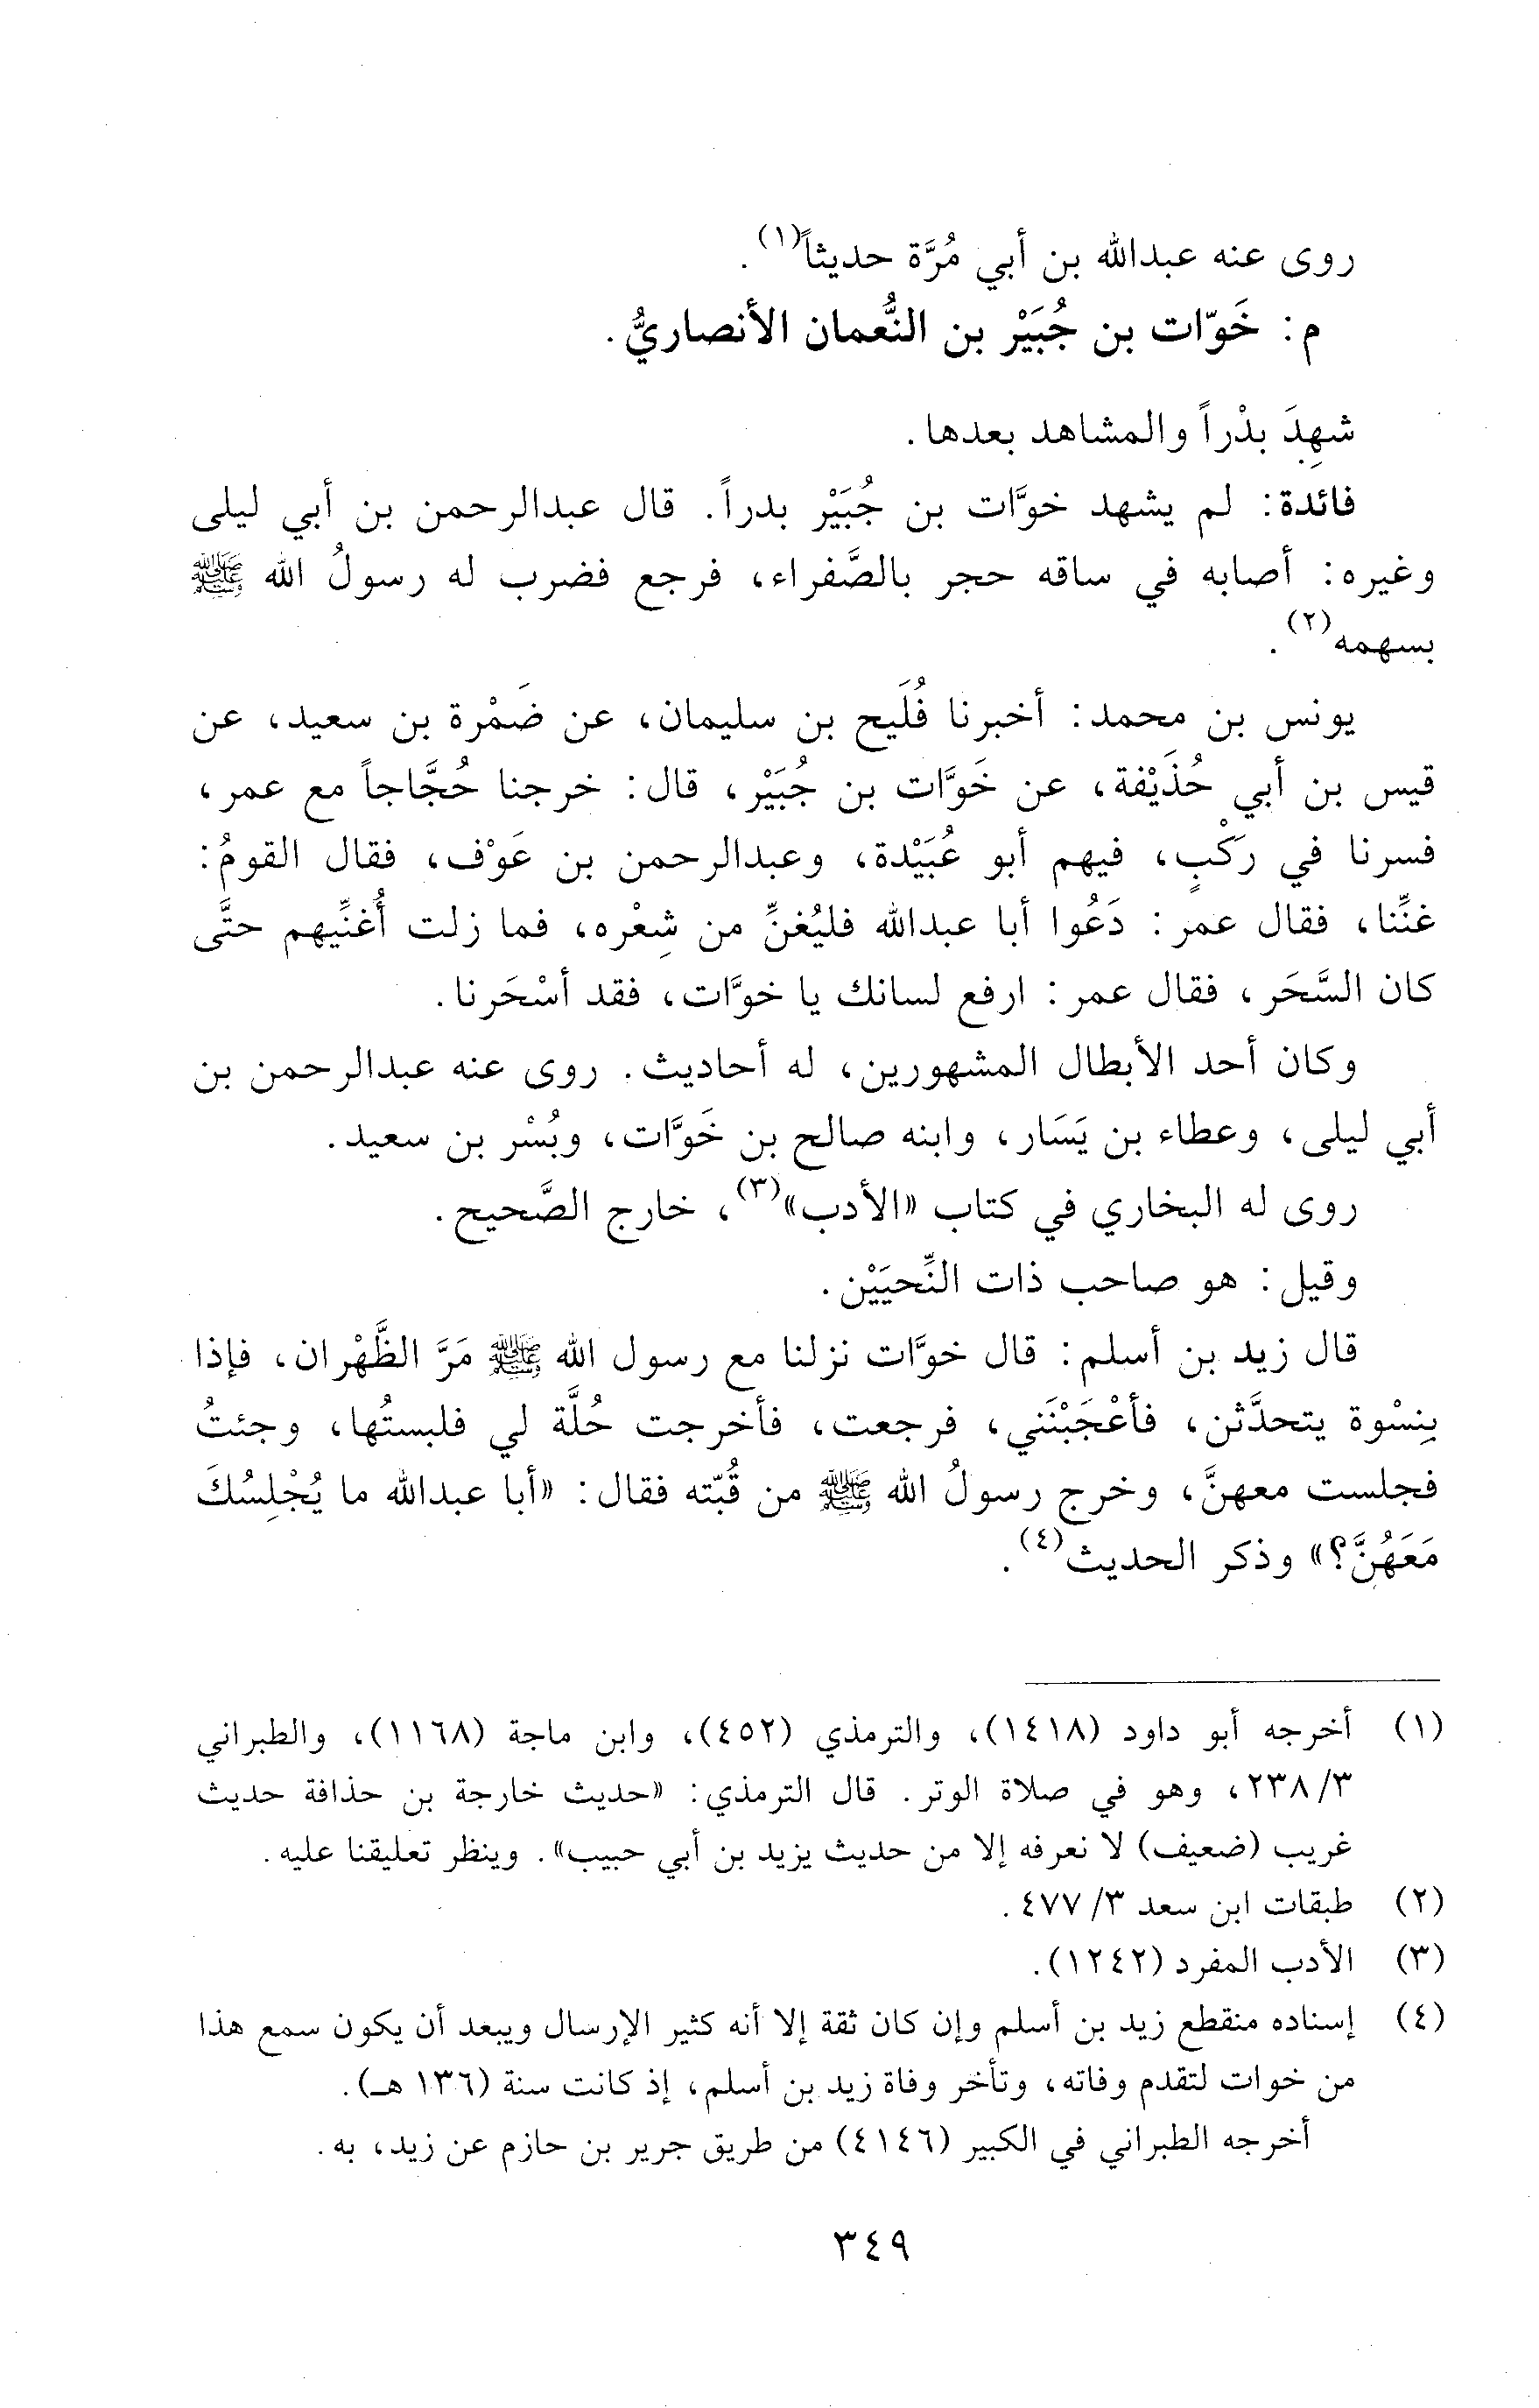 روى عنه عبدالله بن أبي مُرَّة حديثاً(١).
م: خَوّات بن جُبَيْر بن النُّعمان الأنصاريُّ.
شهِدَ بدْراً والمشاهد بعدها.
فائدة: لم يشهد خوَّات بن جُبَيْر بدراً. قال عبدالرحمن بن أبي ليلى
وغيره: أصابه في ساقه حجر بالصَّفراء، فرجع فضرب له رسولُ الله ﷺ
بسهمه(٢).
يونس بن محمد: أخبرنا فُلَيح بن سليمان، عن ضَمْرة بن سعيد، عن
قيس بن أبي حُذَيْفة، عن خَوَّات بن جُبَيْر، قال: خرجنا حُجَّاجاً مع عمر،
فسرنا في رَكْبٍ، فيهم أبو عُبَيْدة، وعبدالرحمن بن عَوْف، فقال القومُ:
غنِّنا، فقال عمر: دَعُوا أبا عبدالله فليُغنِّ من شِعْره، فما زلت أُغنِّيهم حتَّى
كان السَّحَر، فقال عمر: ارفع لسانك يا خوَّات، فقد أسْحَرنا.
وكان أحد الأبطال المشهورين، له أحاديث. روى عنه عبدالرحمن بن
أبي ليلى، وعطاء بن يَسَار، وابنه صالح بن خَوَّات، وبُسْر بن سعيد.
روى له البخاري في كتاب «الأدب»(٣)، خارج الصَّحيح.
وقيل: هو صاحب ذات النِّحيَيْن.
قال زيد بن أسلم: قال خوَّات نزلنا مع رسول الله ﷺ مَرَّ الظَّهْران، فإذا
بِنسْوة يتحدَّثن، فأعْجَبْنَني، فرجعت، فأخرجت حُلَّة لي فلبستُها، وجئتُ
فجلست معهنَّ، وخرج رسولُ الله ﷺ من قُبّته فقال: «أبا عبدالله ما يُجْلِسُكَ
مَعَهُنَّ؟» وذكر الحديث(٤).
(١) أخرجه أبو داود (١٤١٨)، والترمذي (٤٥٢)، وابن ماجة (١١٦٨)، والطبراني
٣/ ٢٣٨، وهو في صلاة الوتر. قال الترمذي: «حديث خارجة بن حذافة حديث
غريب (ضعيف) لا نعرفه إلا من حديث يزيد بن أبي حبيب». وينظر تعليقنا عليه.
(٢) طبقات ابن سعد ٣/ ٤٧٧.
(٣) الأدب المفرد (١٢٤٢).
(٤) إسناده منقطع زيد بن أسلم وإن كان ثقة إلا أنه كثير الإرسال ويبعد أن يكون سمع هذا
من خوات لتقدم وفاته، وتأخر وفاة زيد بن أسلم، إذ كانت سنة (١٣٦ هـ).
أخرجه الطبراني في الكبير (٤١٤٦) من طريق جرير بن حازم عن زيد، به.
٣٤٩